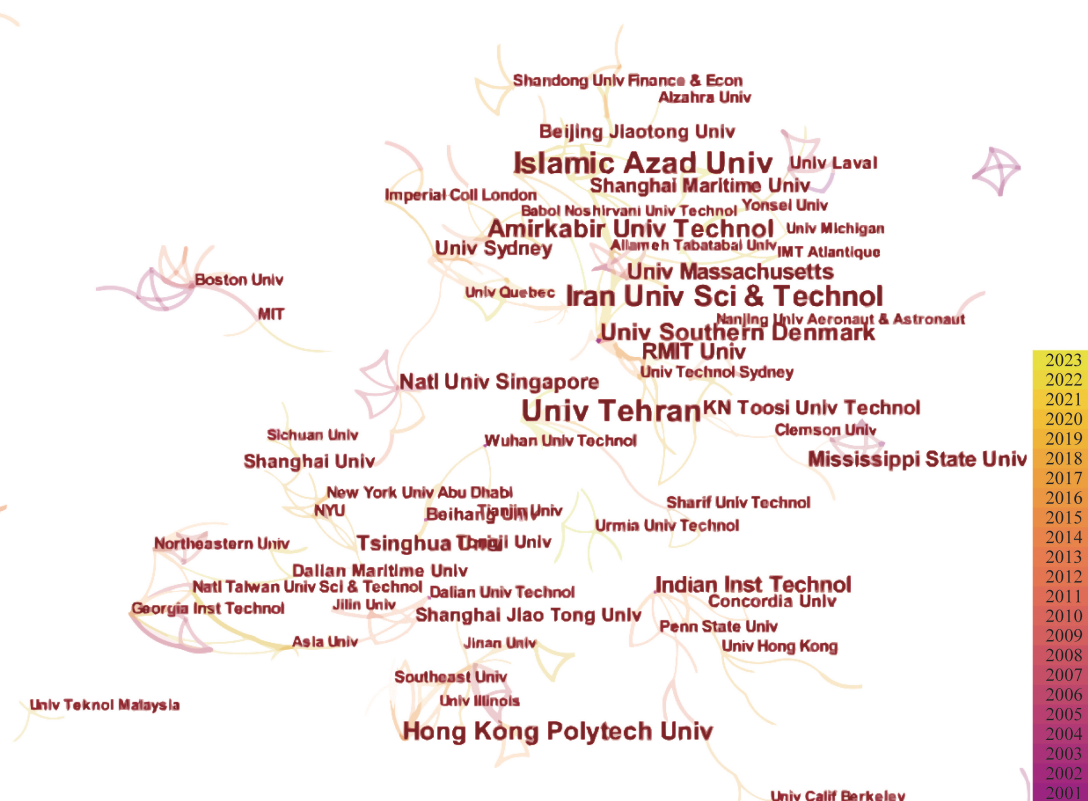 Shandong Univ Finance & Econ
Alzahra Univ
Beijing Jiaotong Univ
Islamic Azad Univ
Univ Laval
Shanghai Maritime Univ
Imperial Coll London
Babol Noshirvani Univ Technol
Yonsei Univ
Amirkabir Univ Technol
Univ Michigan
Univ Sydney
Allameh Tabatabai Univ
IMT Atlantique
Univ Massachusetts
Boston Univ
Univ Quebec
Iran Univ Sci & Technol
MIT
Nanjing Univ Aeronaut & Astronaut
Univ Southern Denmark
RMIT Univ
Univ Technol Sydney
Natl Univ Singapore
Univ Tehran
KN Toosi Univ Technol
Clemson Univ
Sichuan Univ
Wuhan Univ Technol
Shanghai Univ
Mississippi State Univ
New York Univ Abu Dhabi
Sharif Univ Technol
NYU
Beihang Univ
Tianjin Univ
Urmia Univ Technol
Northeastern Univ
Tsinghua Univ
Tongji Univ
Dalian Maritime Univ
Natl Taiwan Univ Sci & Technol
Dalian Univ Technol
Indian Inst Technol
Georgia Inst Technol
Jilin Univ
Concordia Univ
Shanghai Jiao Tong Univ
Penn State Univ
Asia Univ
Jinan Univ
Univ Hong Kong
Southeast Univ
Univ Teknol Malaysia
Univ Illinois
Hong Kong Polytech Univ
Univ Calif Berkeley
2023
2022
2021
2020
2019
2018
2017
2016
2015
2014
2013
2012
2011
2010
2009
2008
2007
2006
2005
2004
2003
2002
2001